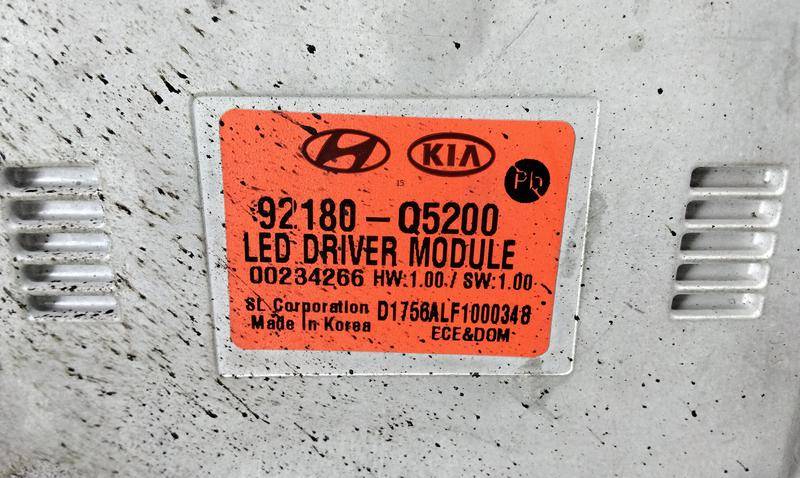 H KIA
15
Pb
92180-Q5200
LED DRIVER MODULE
00234266 HW:1.00 / SW:1.00
SL Corporation D1756ALF1000348
Made In Korea ECE&DOM